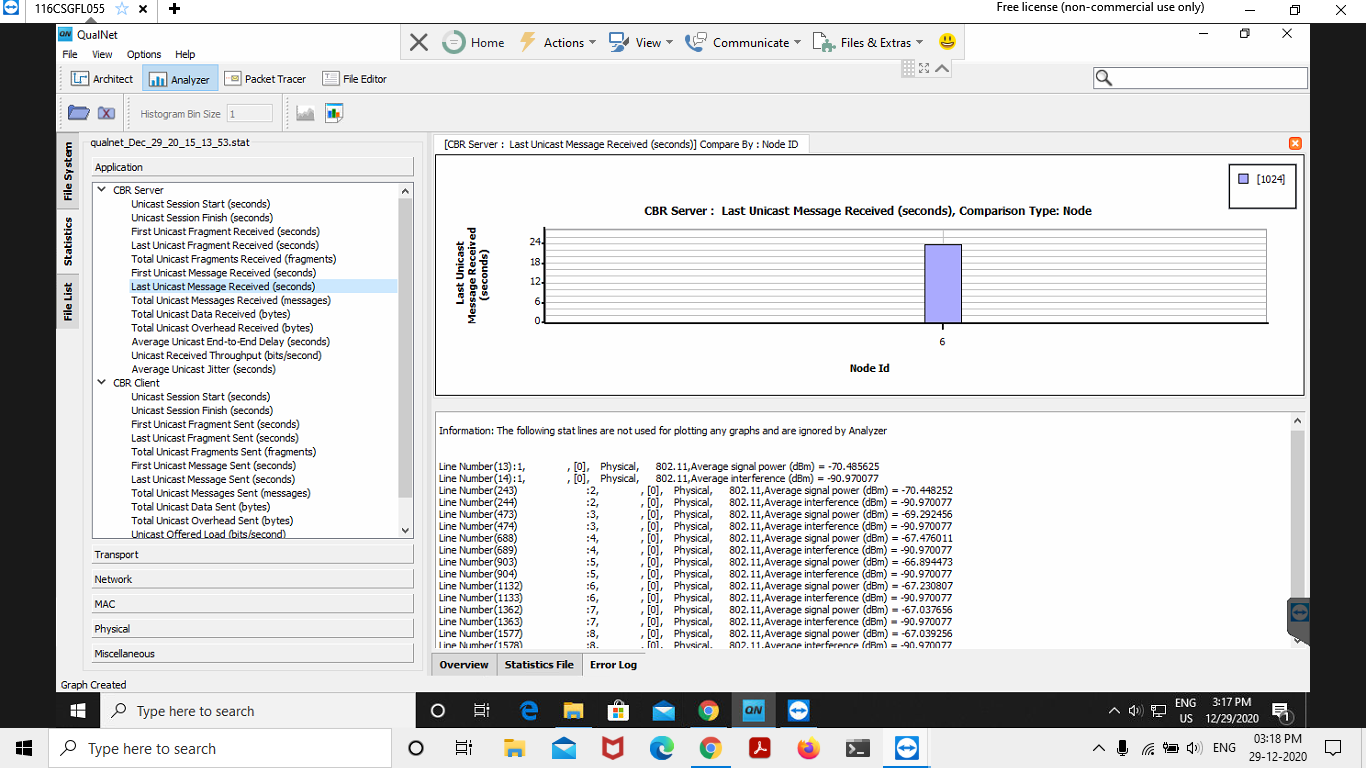 116CSGFL055
Free license (non-commercial use only)
QN QualNet
File View Options Help
Home Actions View Communicate Files & Extras
Architect Analyzer Packet Tracer File Editor
Histogram Bin Size 1
File System
Statistics
File List
qualnet_Dec_29_20_15_13_53.stat
Application
CBR Server
Unicast Session Start (seconds)
Unicast Session Finish (seconds)
First Unicast Fragment Received (seconds)
Last Unicast Fragment Received (seconds)
Total Unicast Fragments Received (fragments)
First Unicast Message Received (seconds)
Last Unicast Message Received (seconds)
Total Unicast Messages Received (messages)
Total Unicast Data Received (bytes)
Total Unicast Overhead Received (bytes)
Average Unicast End-to-End Delay (seconds)
Unicast Received Throughput (bits/second)
Average Unicast Jitter (seconds)
CBR Client
Unicast Session Start (seconds)
Unicast Session Finish (seconds)
First Unicast Fragment Sent (seconds)
Last Unicast Fragment Sent (seconds)
Total Unicast Fragments Sent (fragments)
First Unicast Message Sent (seconds)
Last Unicast Message Sent (seconds)
Total Unicast Messages Sent (messages)
Total Unicast Data Sent (bytes)
Total Unicast Overhead Sent (bytes)
Unicast Offered Load (bits/second)
Transport
Network
MAC
Physical
Miscellaneous
Graph Created
[CBR Server : Last Unicast Message Received (seconds)] Compare By : Node ID
[1024]
CBR Server : Last Unicast Message Received (seconds), Comparison Type: Node
Last Unicast
Message Received
(seconds)
24
18
12
6
0
6
Node Id
Information: The following stat lines are not used for plotting any graphs and are ignored by Analyzer
Line Number(13):1, , [0], Physical, 802.11,Average signal power (dBm) = -70.485625
Line Number(14):1, , [0], Physical, 802.11,Average interference (dBm) = -90.970077
Line Number(243) :2, , [0], Physical, 802.11,Average signal power (dBm) = -70.448252
Line Number(244) :2, , [0], Physical, 802.11,Average interference (dBm) = -90.970077
Line Number(473) :3, , [0], Physical, 802.11,Average signal power (dBm) = -69.292456
Line Number(474) :3, , [0], Physical, 802.11,Average interference (dBm) = -90.970077
Line Number(688) :4, , [0], Physical, 802.11,Average signal power (dBm) = -67.476011
Line Number(689) :4, , [0], Physical, 802.11,Average interference (dBm) = -90.970077
Line Number(903) :5, , [0], Physical, 802.11,Average signal power (dBm) = -66.894473
Line Number(904) :5, , [0], Physical, 802.11,Average interference (dBm) = -90.970077
Line Number(1132) :6, , [0], Physical, 802.11,Average signal power (dBm) = -67.230807
Line Number(1133) :6, , [0], Physical, 802.11,Average interference (dBm) = -90.970077
Line Number(1362) :7, , [0], Physical, 802.11,Average signal power (dBm) = -67.037656
Line Number(1363) :7, , [0], Physical, 802.11,Average interference (dBm) = -90.970077
Line Number(1577) :8, , [0], Physical, 802.11,Average signal power (dBm) = -67.039256
Line Number(1578) :8, , [0], Physical, 802.11,Average interference (dBm) = -90.970077
Overview Statistics File Error Log
Type here to search
QN
ENG
US
3:17 PM
12/29/2020
1
Type here to search
ENG
03:18 PM
29-12-2020